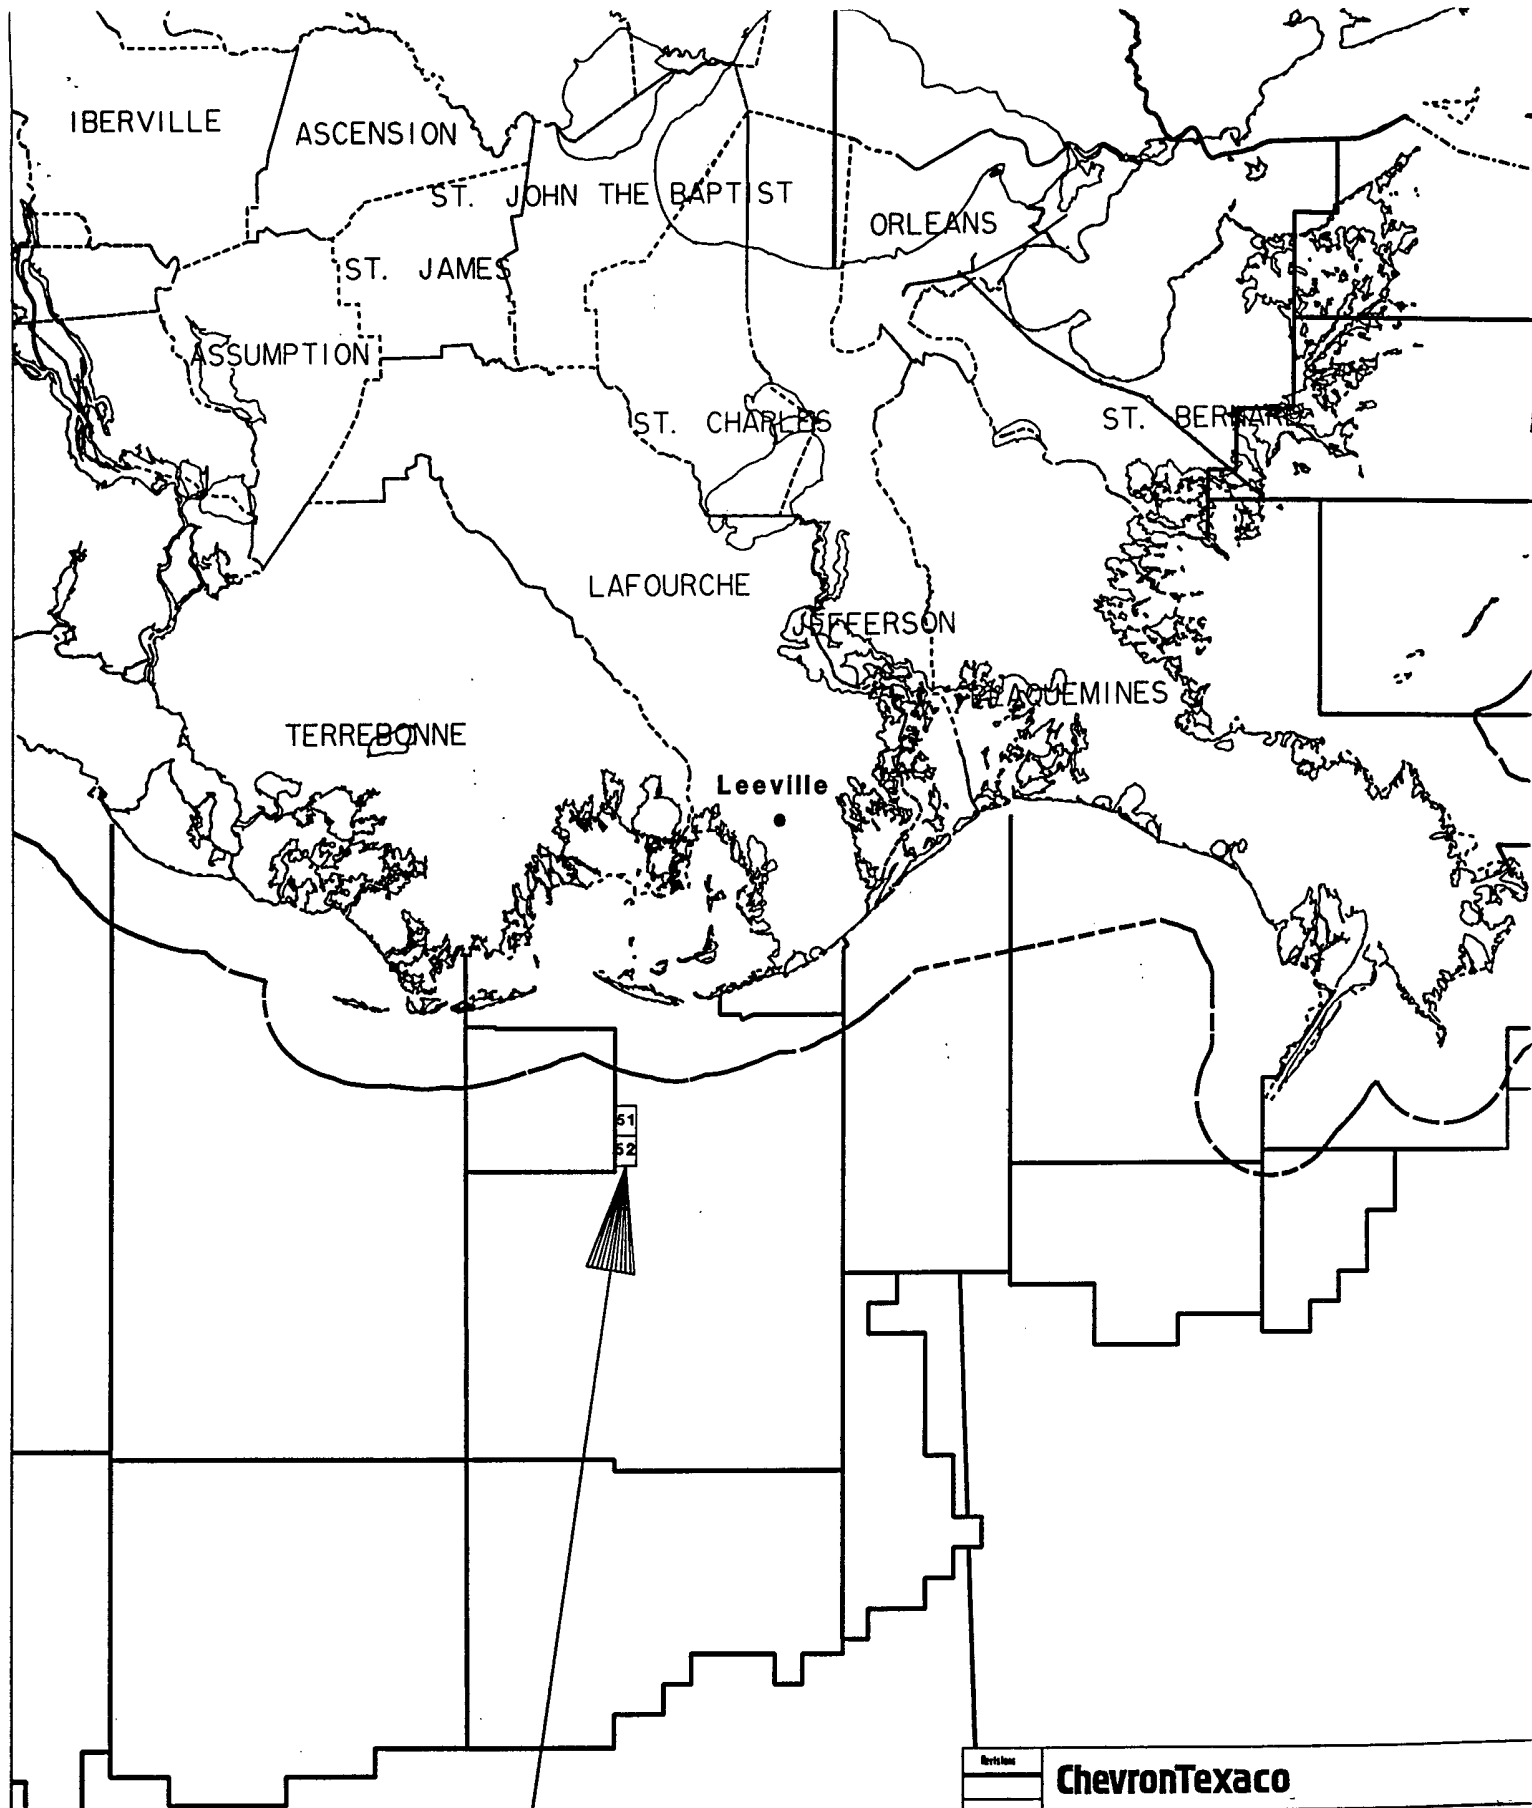 IBERVILLE
ASCENSION
ST. JOHN THE BAPTIST
ORLEANS
ST. JAMES
ASSUMPTION
ST. CHARLES
ST. BERNARD
LAFOURCHE
JEFFERSON
PLAQUEMINES
TERREBONNE
Leeville
51
52
Revisions
ChevronTexaco